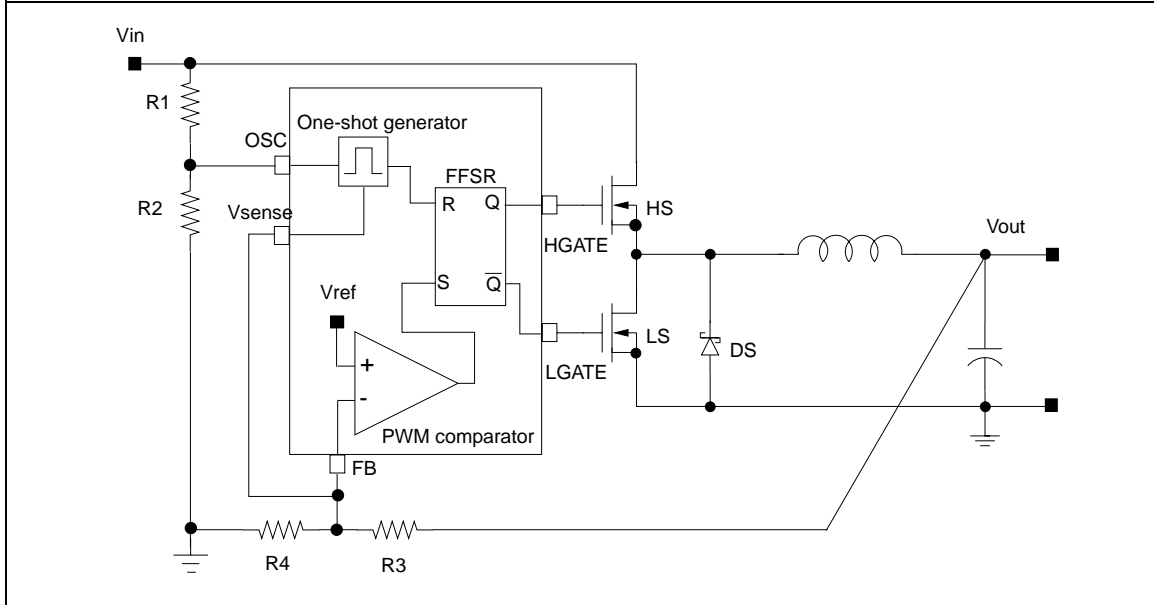 Vin
R1
One-shot generator
OSC
FFSR
R Q
HS
R2
Vsense
HGATE
Vout
S Q̅
Vref
LS
DS
+
LGATE
-
PWM comparator
FB
R4
R3